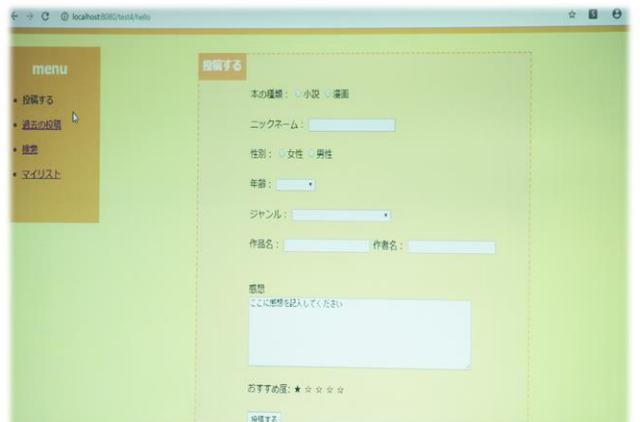 localhost:8080/test4/hello
menu
投稿する
過去の投稿
検索
マイリスト
投稿する
本の種類： 小説 漫画
ニックネーム：
性別： 女性 男性
年齢：
ジャンル：
作品名： 作者名：
感想
ここに感想を記入してください
おすすめ度: ★ ☆ ☆ ☆ ☆
投稿する